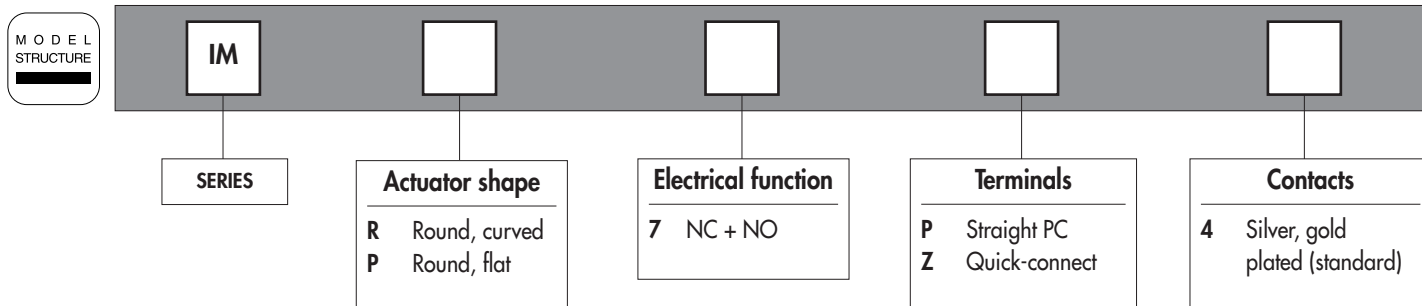 MODEL
STRUCTURE
IM
SERIES
Actuator shape
R Round, curved
P Round, flat
Electrical function
7 NC + NO
Terminals
P Straight PC
Z Quick-connect
Contacts
4 Silver, gold
plated (standard)